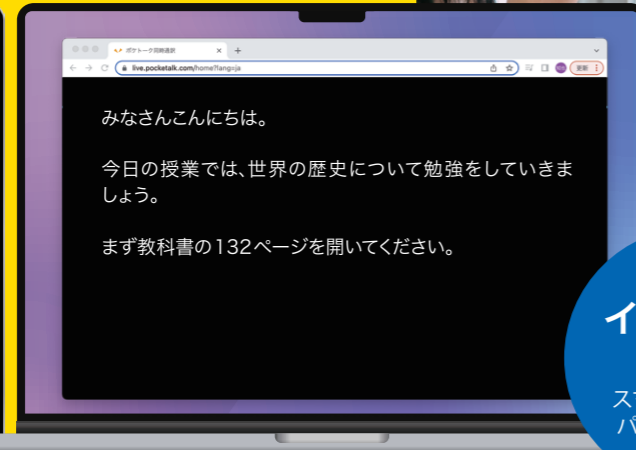 ポケトーク同時通訳
live.pocketalk.com/home?lang=ja
更新
みなさんこんにちは。
今日の授業では、世界の歴史について勉強をしていきま
しょう。
まず教科書の132ページを開いてください。
イ
ス
パ